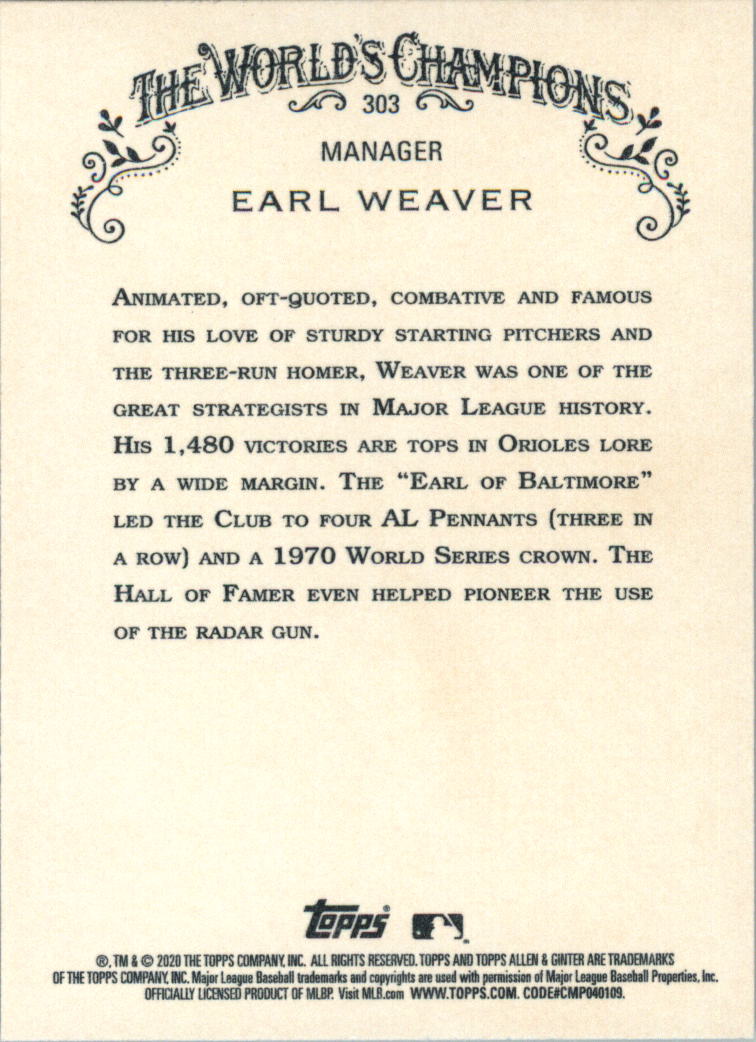 THE WORLD'S CHAMPIONS
303
MANAGER
EARL WEAVER
ANIMATED, OFT-QUOTED, COMBATIVE AND FAMOUS
FOR HIS LOVE OF STURDY STARTING PITCHERS AND
THE THREE-RUN HOMER, WEAVER WAS ONE OF THE
GREAT STRATEGISTS IN MAJOR LEAGUE HISTORY.
HIS 1,480 VICTORIES ARE TOPS IN ORIOLES LORE
BY A WIDE MARGIN. THE “EARL OF BALTIMORE”
LED THE CLUB TO FOUR AL PENNANTS (THREE IN
A ROW) AND A 1970 WORLD SERIES CROWN. THE
HALL OF FAMER EVEN HELPED PIONEER THE USE
OF THE RADAR GUN.
Topps®
®, TM & © 2020 THE TOPPS COMPANY, INC. ALL RIGHTS RESERVED. TOPPS AND TOPPS ALLEN & GINTER ARE TRADEMARKS
OF THE TOPPS COMPANY, INC. Major League Baseball trademarks and copyrights are used with permission of Major League Baseball Properties, Inc.
OFFICIALLY LICENSED PRODUCT OF MLBP. Visit MLB.com WWW.TOPPS.COM. CODE#CMP040109.